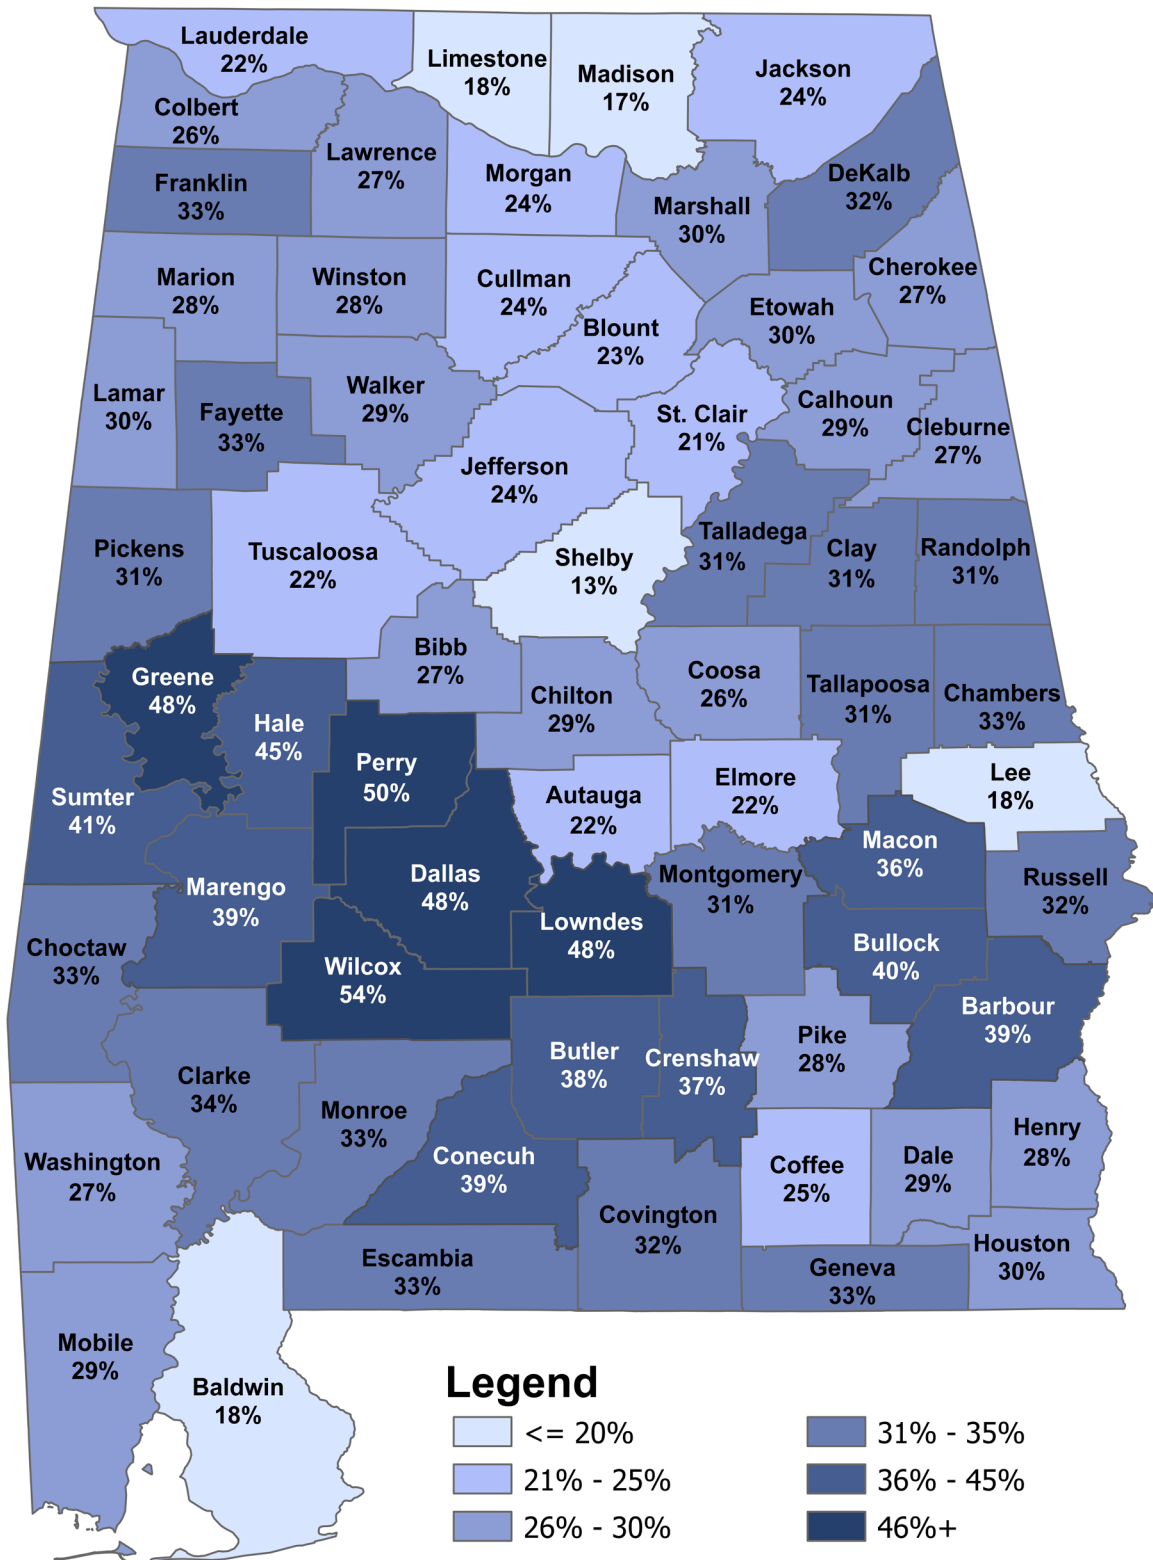 Lauderdale
22%
Limestone
18%
Madison
17%
Jackson
24%
Colbert
26%
Lawrence
27%
Morgan
24%
Franklin
33%
Marshall
30%
DeKalb
32%
Cherokee
27%
Marion
28%
Winston
28%
Cullman
24%
Blount
23%
Etowah
30%
Lamar
30%
Fayette
33%
Walker
29%
St. Clair
21%
Calhoun
29%
Cleburne
27%
Jefferson
24%
Pickens
31%
Tuscaloosa
22%
Shelby
13%
Talladega
31%
Clay
31%
Randolph
31%
Greene
48%
Bibb
27%
Chilton
29%
Coosa
26%
Tallapoosa
31%
Chambers
33%
Hale
45%
Perry
50%
Sumter
41%
Autauga
22%
Elmore
22%
Lee
18%
Macon
36%
Marengo
39%
Dallas
48%
Lowndes
48%
Montgomery
31%
Russell
32%
Choctaw
33%
Wilcox
54%
Bullock
40%
Barbour
39%
Clarke
34%
Monroe
33%
Butler
38%
Crenshaw
37%
Pike
28%
Washington
27%
Conecuh
39%
Covington
32%
Coffee
25%
Dale
29%
Henry
28%
Escambia
33%
Geneva
33%
Houston
30%
Mobile
29%
Baldwin
18%
Legend
<= 20%
21% - 25%
26% - 30%
31% - 35%
36% - 45%
46%+